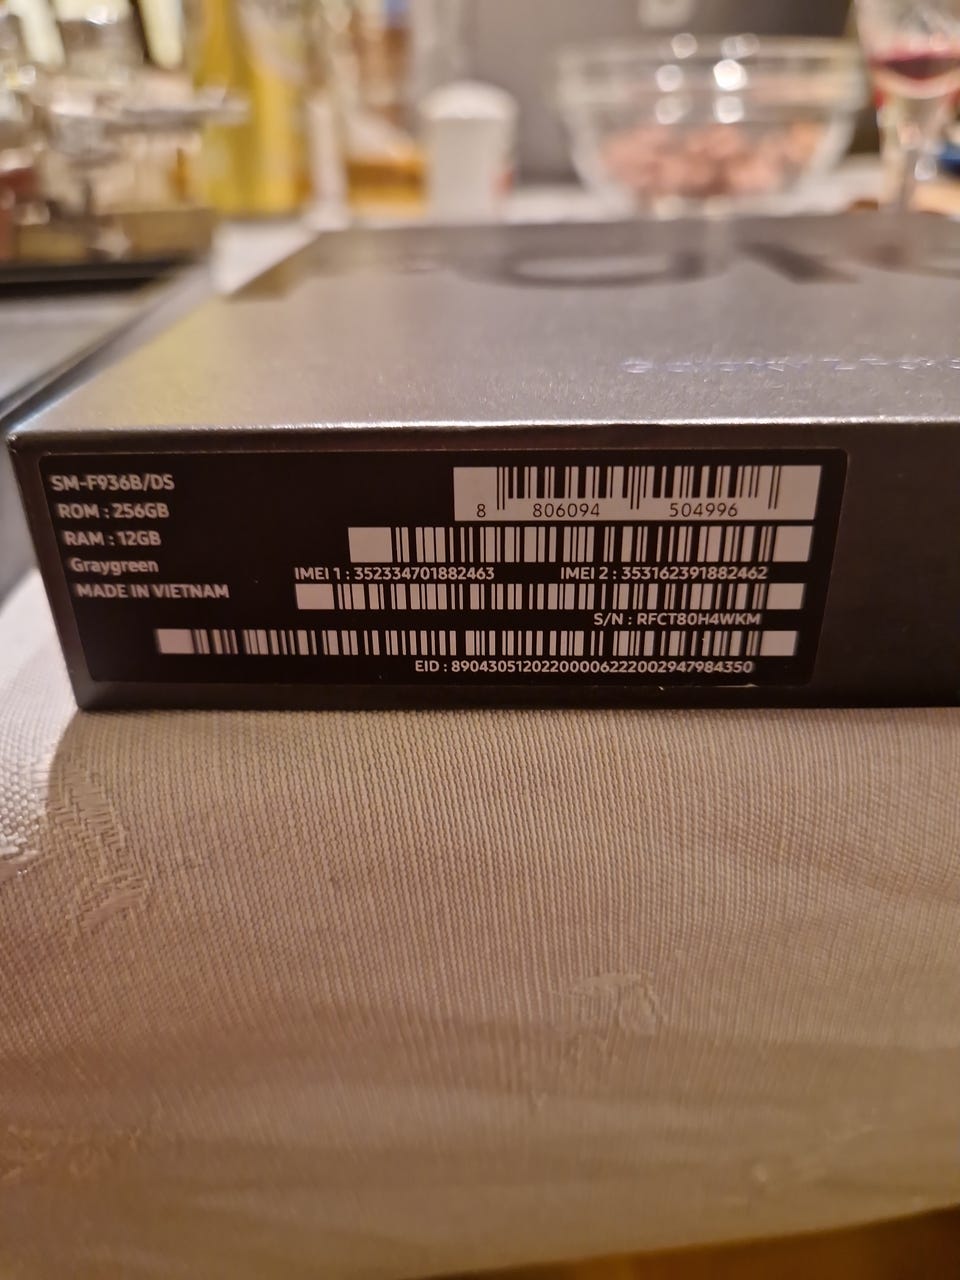 SM-F936B/DS
ROM : 256GB
RAM : 12GB
Graygreen
MADE IN VIETNAM
8 806094 504996
IMEI 1 : 352334701882463 IMEI 2 : 353162391882462
S/N : RFCT80H4WKM
EID : 89043051202200006222002947984350